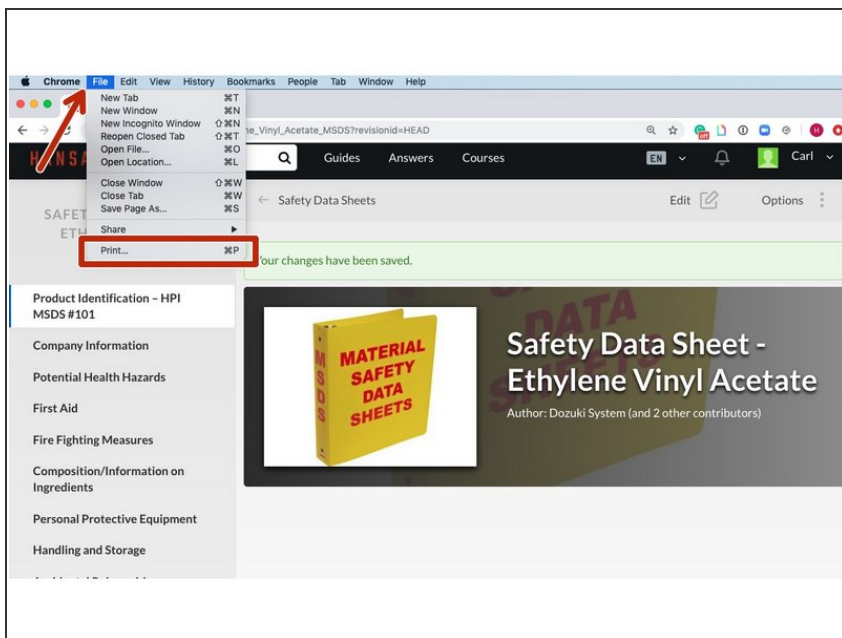 Chrome File Edit View History Bookmarks People Tab Window Help
New Tab ⌘T
New Window ⌘N
New Incognito Window ⇧⌘N
Reopen Closed Tab ⇧⌘T
Open File... ⌘O
Open Location... ⌘L
Close Window ⇧⌘W
Close Tab ⌘W
Save Page As... ⌘S
Share
Print... ⌘P
ne_Vinyl_Acetate_MSDS?revisionid=HEAD
Guides Answers Courses EN Carl
← Safety Data Sheets Edit Options
Your changes have been saved.
Product Identification – HPI
MSDS #101
Company Information
Potential Health Hazards
First Aid
Fire Fighting Measures
Composition/Information on
Ingredients
Personal Protective Equipment
Handling and Storage
MSDS
MATERIAL
SAFETY
DATA
SHEETS
Safety Data Sheet -
Ethylene Vinyl Acetate
Author: Dozuki System (and 2 other contributors)